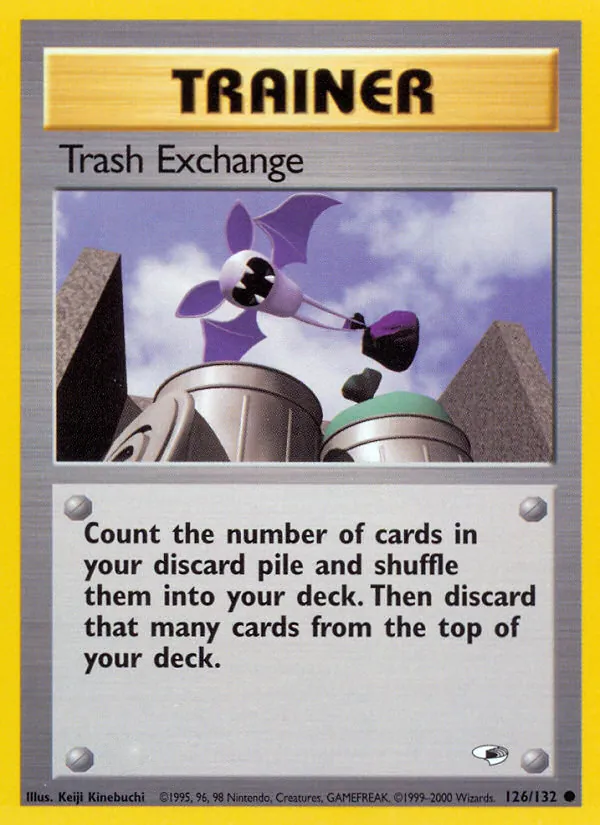 TRAINER
Trash Exchange
Count the number of cards in
your discard pile and shuffle
them into your deck. Then discard
that many cards from the top of
your deck.
Illus. Keiji Kinebuchi ©1995, 96, 98 Nintendo, Creatures, GAMEFREAK. ©1999-2000 Wizards. 126/132 ●